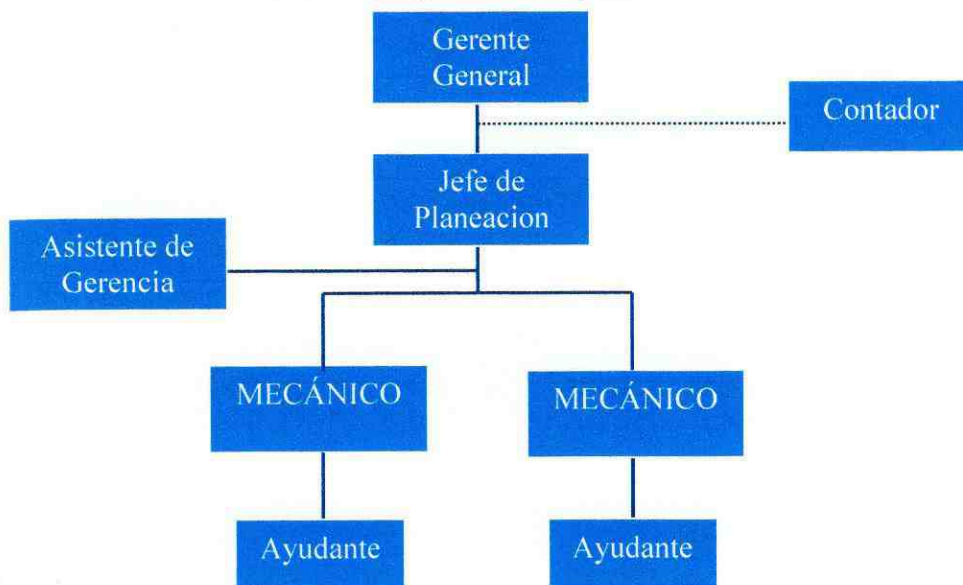 Gerente
General
Contador
Jefe de
Planeacion
Asistente de
Gerencia
MECÁNICO
MECÁNICO
Ayudante
Ayudante